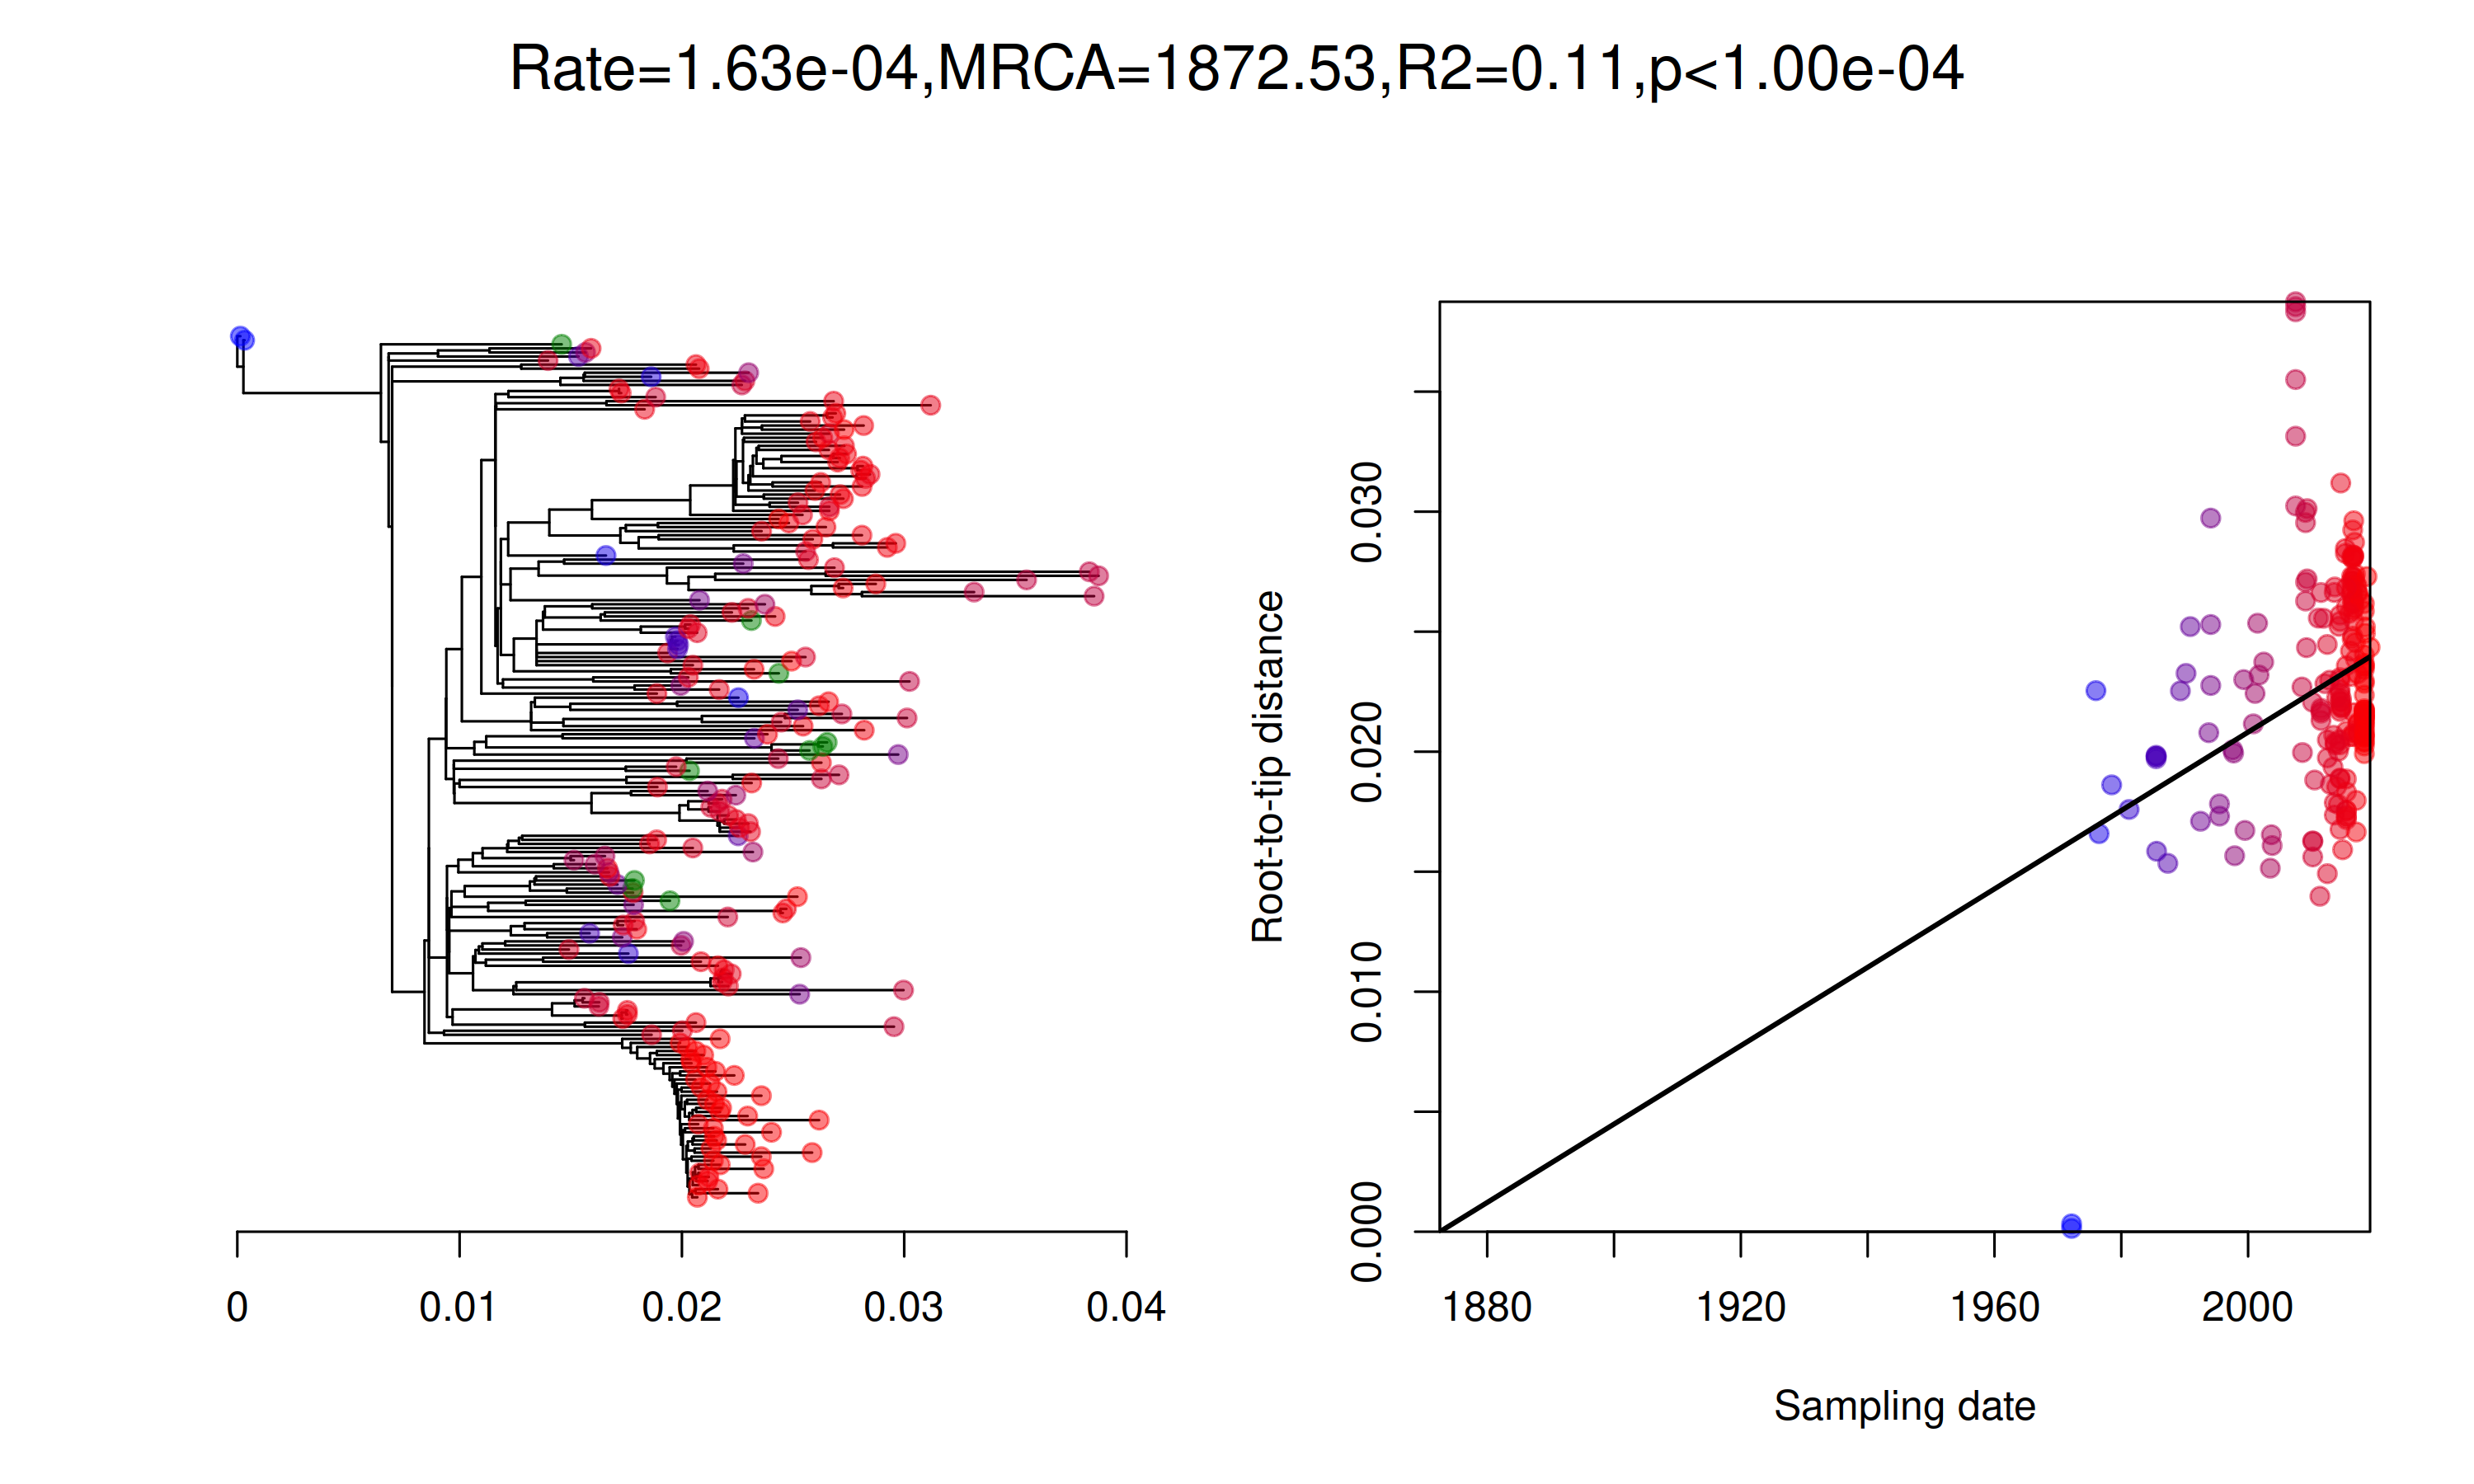 Rate=1.63e-04,MRCA=1872.53,R2=0.11,p<1.00e-04
0 0.01 0.02 0.03 0.04
Root-to-tip distance
0.000 0.010 0.020 0.030
1880 1920 1960 2000
Sampling date